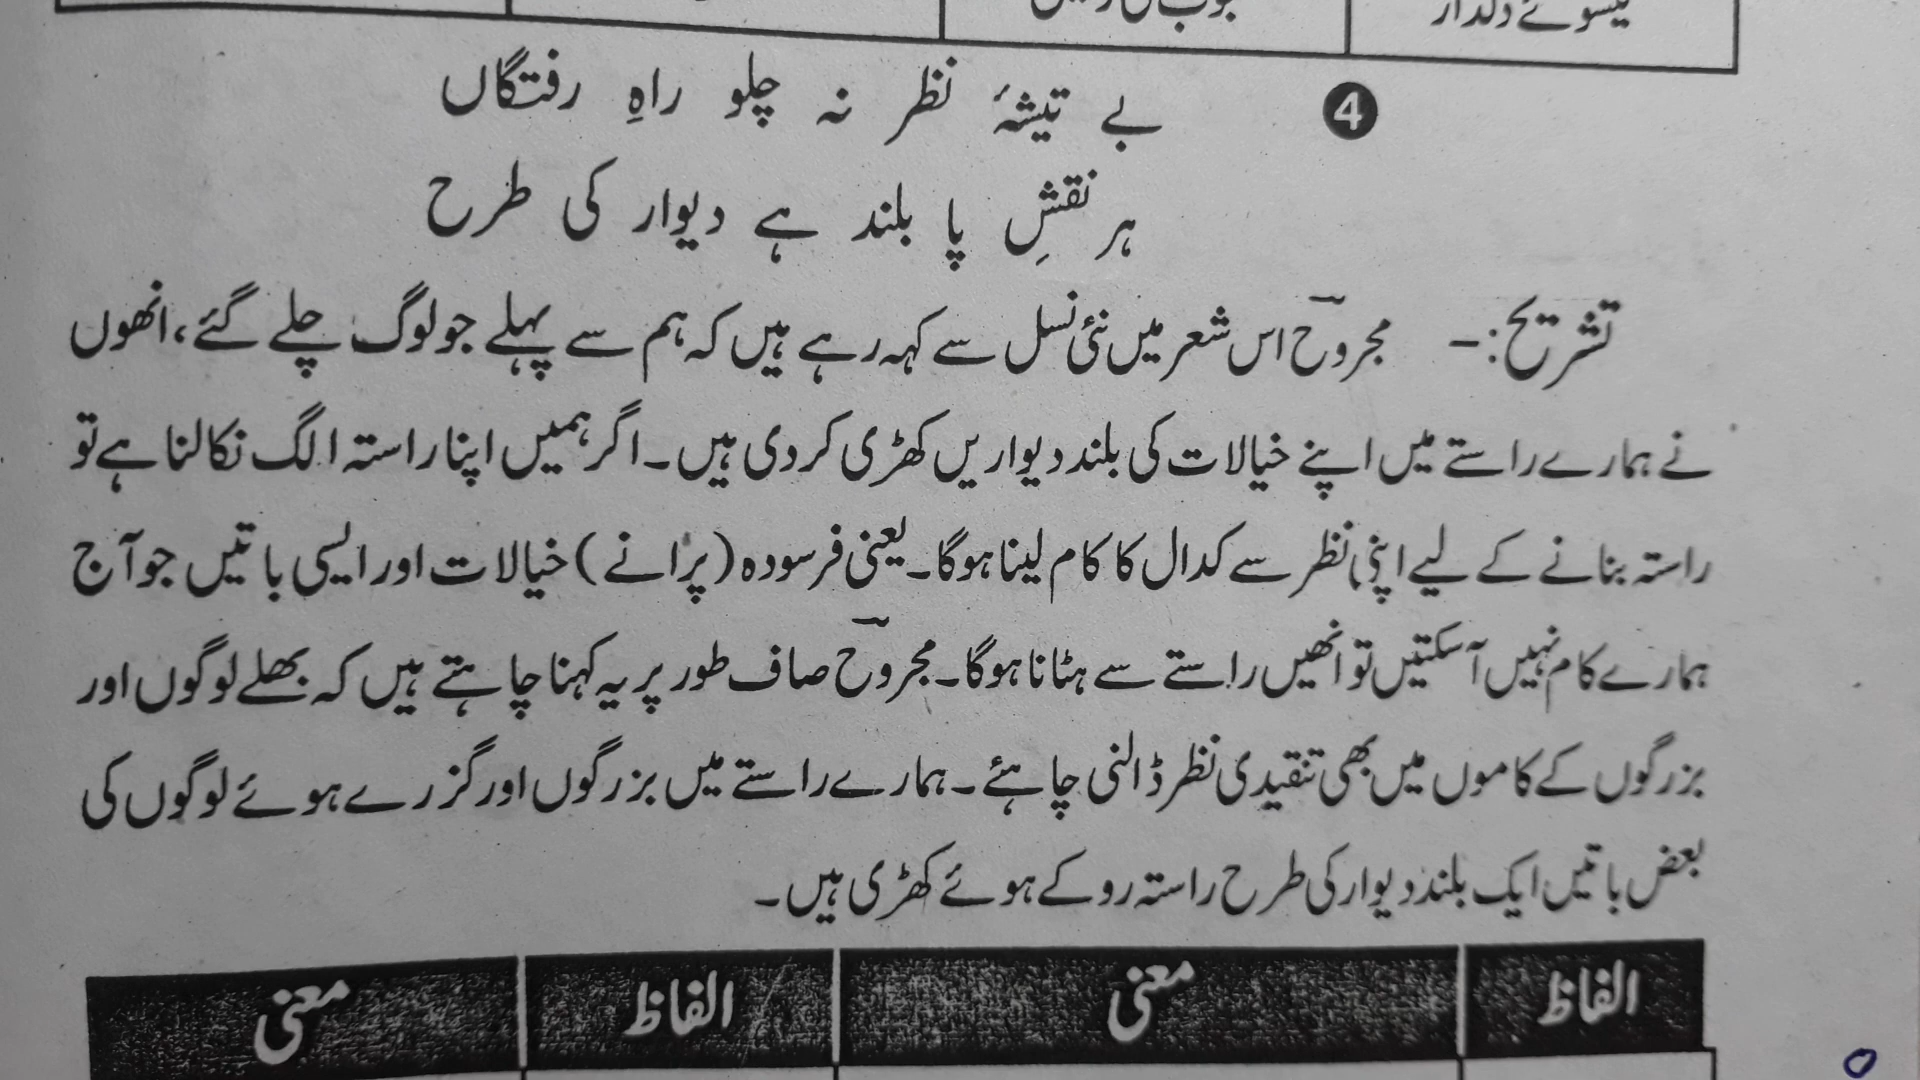 گیسوئے دلدار
❹ بے تیشۂ نظر نہ چلو راہِ رفتگاں
ہر نقشِ پا بلند ہے دیوار کی طرح
تشریح:- مجروحؔ اس شعر میں نئی نسل سے کہہ رہے ہیں کہ ہم سے پہلے جو لوگ چلے گئے، انھوں
نے ہمارے راستے میں اپنے خیالات کی بلند دیواریں کھڑی کر دی ہیں۔ اگر ہمیں اپنا راستہ الگ نکالنا ہے تو
راستہ بنانے کے لیے اپنی نظر سے کدال کا کام لینا ہوگا۔ یعنی فرسودہ (پرانے) خیالات اور ایسی باتیں جو آج
ہمارے کام نہیں آسکتیں تو انھیں راستے سے ہٹانا ہوگا۔ مجروحؔ صاف طور پر یہ کہنا چاہتے ہیں کہ بھلے لوگوں اور
بزرگوں کے کاموں میں بھی تنقیدی نظر ڈالنی چاہئے۔ ہمارے راستے میں بزرگوں اور گزرے ہوئے لوگوں کی
بعض باتیں ایک بلند دیوار کی طرح راستہ روکے ہوئے کھڑی ہیں۔
الفاظ معنی الفاظ معنی